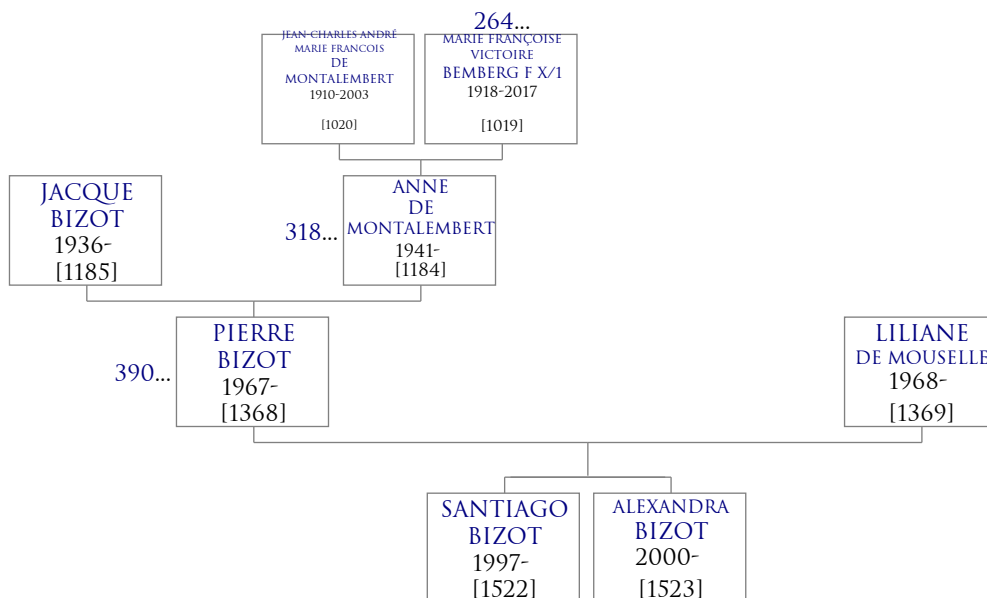 264...
JEAN-CHARLES ANDRÉ
MARIE FRANCOIS
DE
MONTALEMBERT
1910-2003
[1020]
MARIE FRANÇOISE
VICTOIRE
BEMBERG F X/1
1918-2017
[1019]
JACQUE
BIZOT
1936-
[1185]
318...
ANNE
DE
MONTALEMBERT
1941-
[1184]
390...
PIERRE
BIZOT
1967-
[1368]
LILIANE
DE MOUSELLE
1968-
[1369]
SANTIAGO
BIZOT
1997-
[1522]
ALEXANDRA
BIZOT
2000-
[1523]